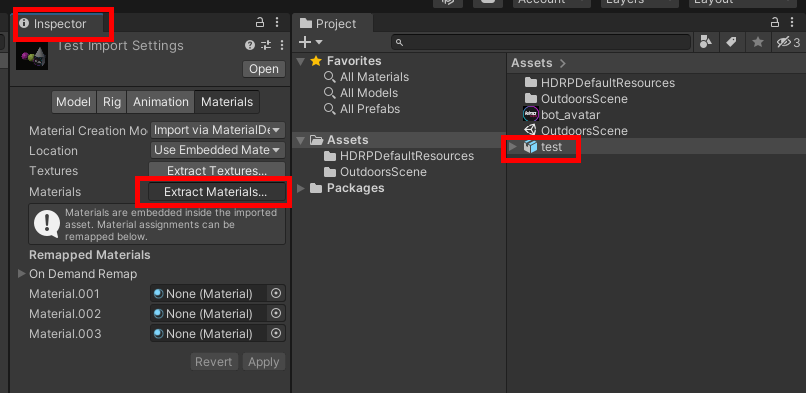 Account
Layers
Layout
Inspector
Test Import Settings
Open
Model
Rig
Animation
Materials
Material Creation Mo
Import via MaterialDe
Location
Use Embedded Mate
Textures
Extract Textures...
Materials
Extract Materials...
Materials are embedded inside the imported
asset. Material assignments can be
remapped below.
Remapped Materials
On Demand Remap
Material.001
None (Material)
Material.002
None (Material)
Material.003
None (Material)
Revert
Apply
Project
3
Favorites
All Materials
All Models
All Prefabs
Assets
HDRPDefaultResources
OutdoorsScene
Packages
Assets
HDRPDefaultResources
OutdoorsScene
bot_avatar
OutdoorsScene
test